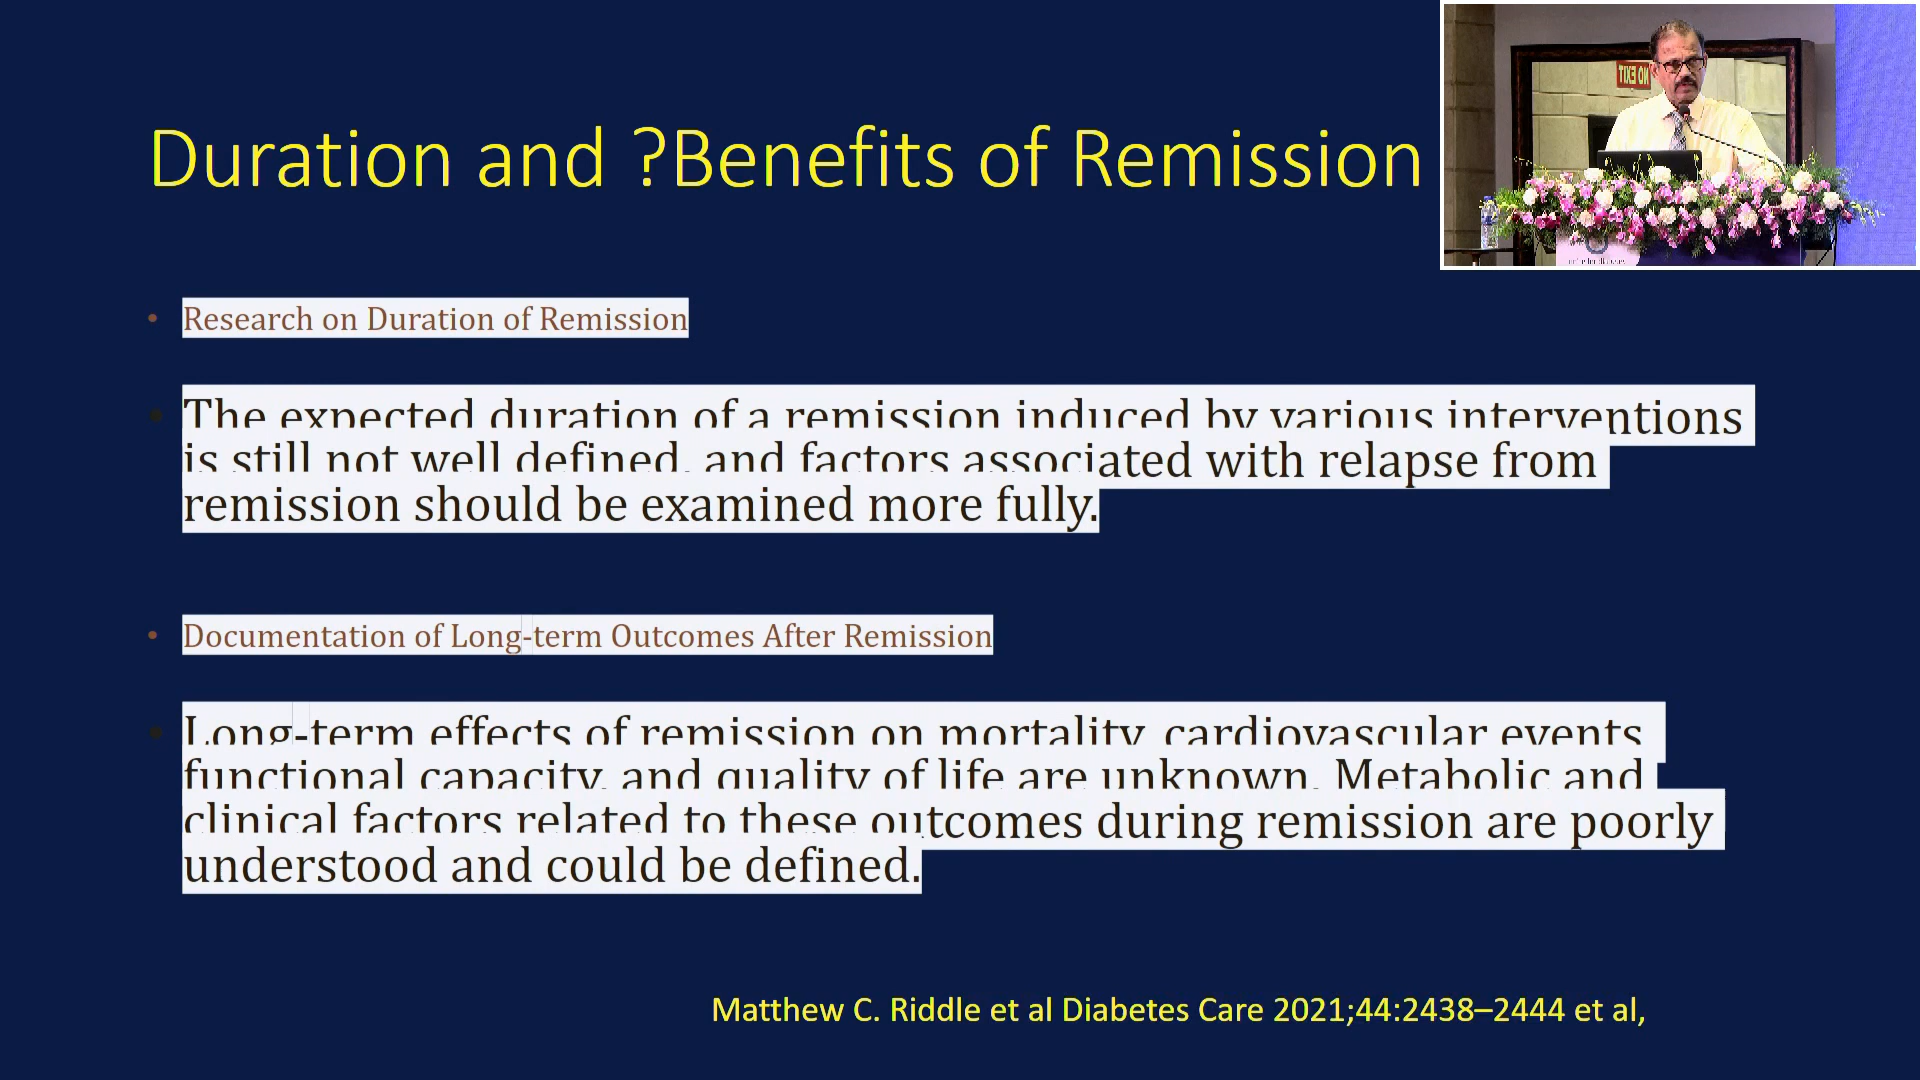 Duration and ?Benefits of Remission
NO EXIT
• Research on Duration of Remission
• The expected duration of a remission induced by various interventions
is still not well defined, and factors associated with relapse from
remission should be examined more fully.
• Documentation of Long-term Outcomes After Remission
• Long-term effects of remission on mortality, cardiovascular events,
functional capacity, and quality of life are unknown. Metabolic and
clinical factors related to these outcomes during remission are poorly
understood and could be defined.
Matthew C. Riddle et al Diabetes Care 2021;44:2438–2444 et al,